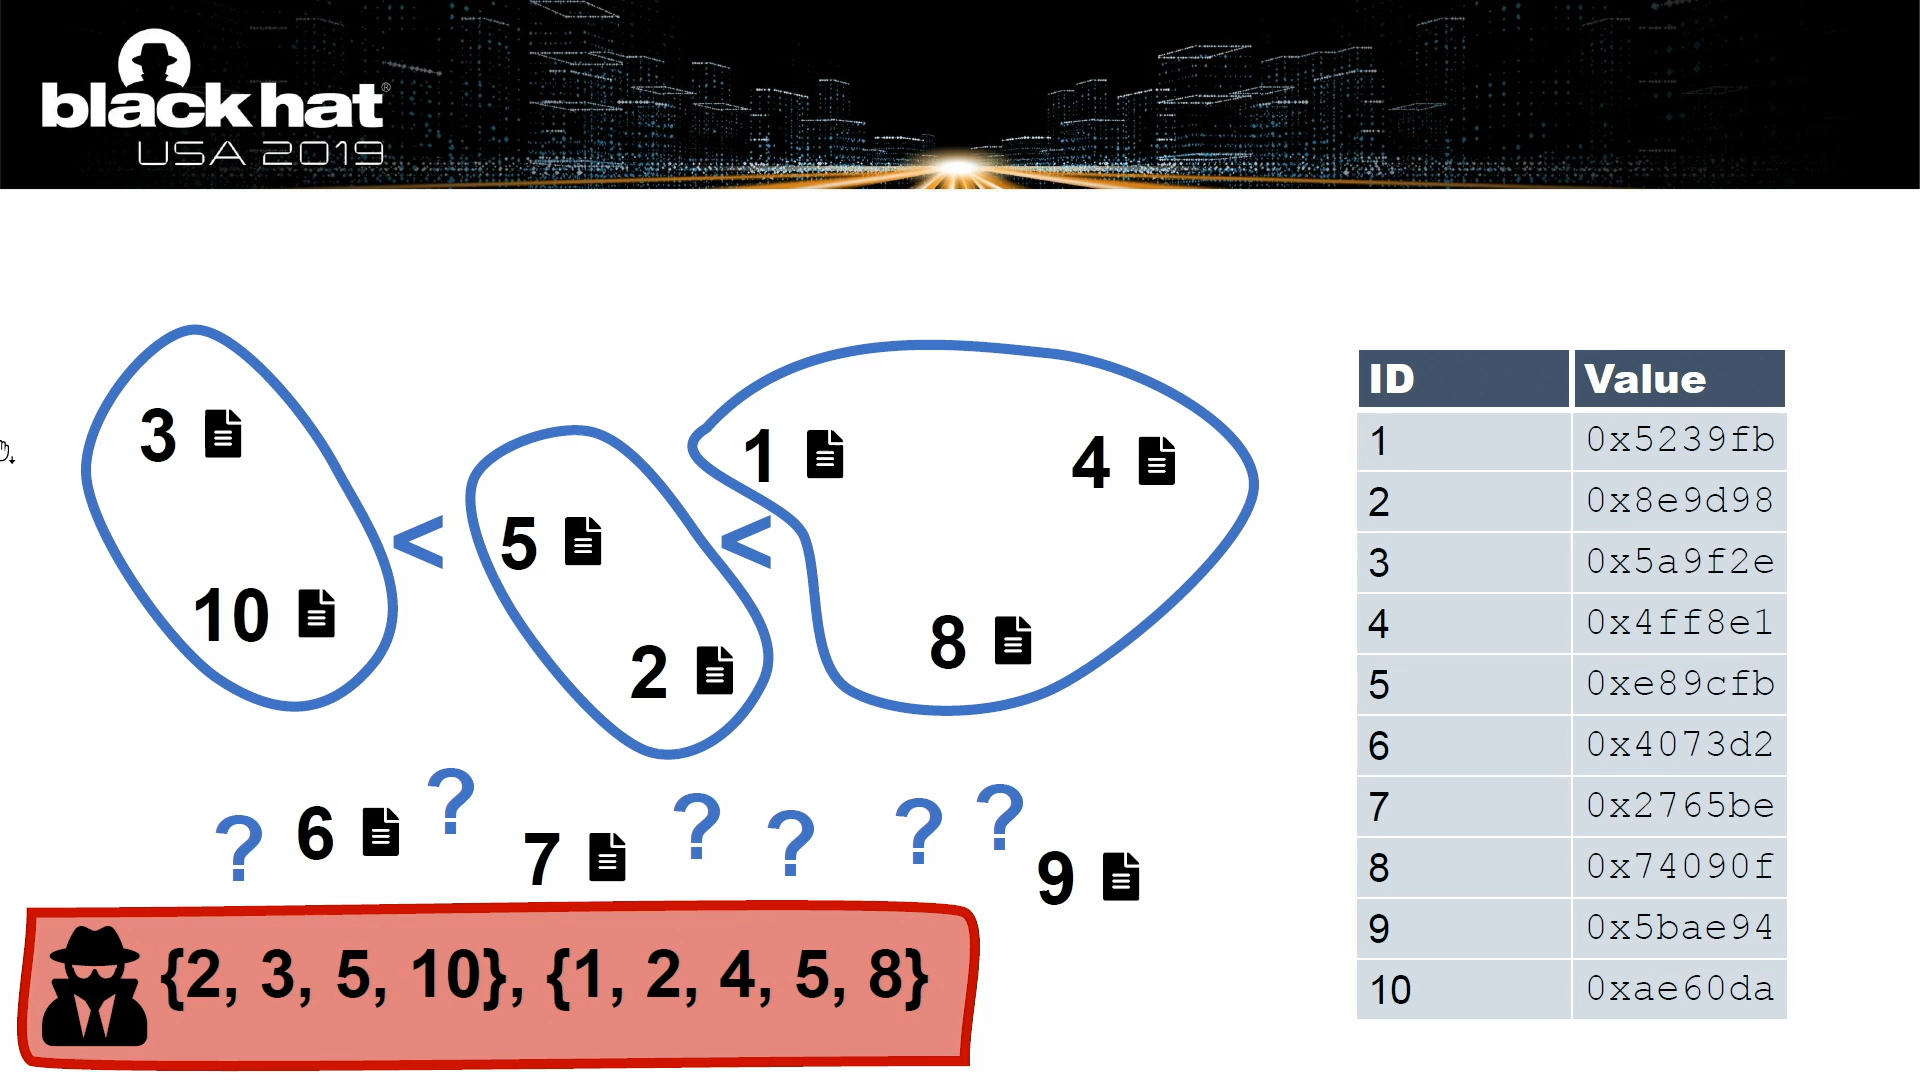 blackhat®
USA 2019
3
10
<
5
2
<
1
4
8
? 6 ? 7 ? ? ? ? 9
{2, 3, 5, 10}, {1, 2, 4, 5, 8}
ID Value
1 0x5239fb
2 0x8e9d98
3 0x5a9f2e
4 0x4ff8e1
5 0xe89cfb
6 0x4073d2
7 0x2765be
8 0x74090f
9 0x5bae94
10 0xae60da